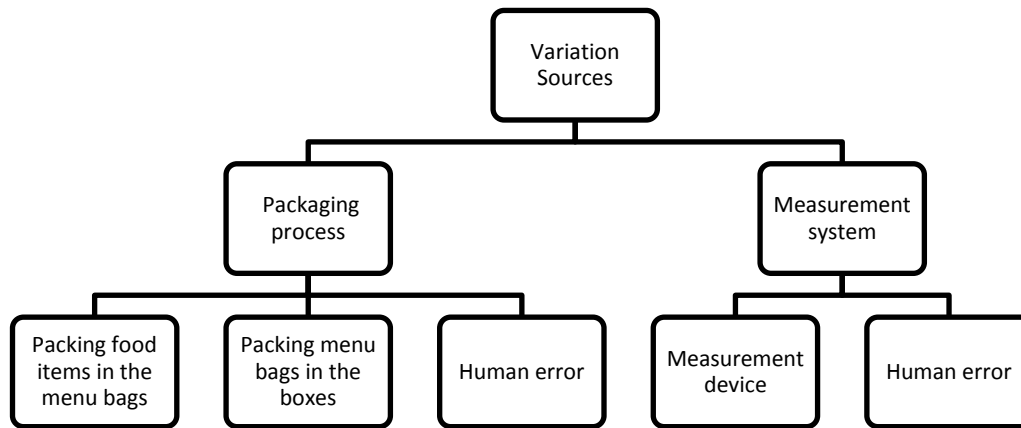 Variation
Sources
Packaging
process
Measurement
system
Packing food
items in the
menu bags
Packing menu
bags in the
boxes
Human error
Measurement
device
Human error